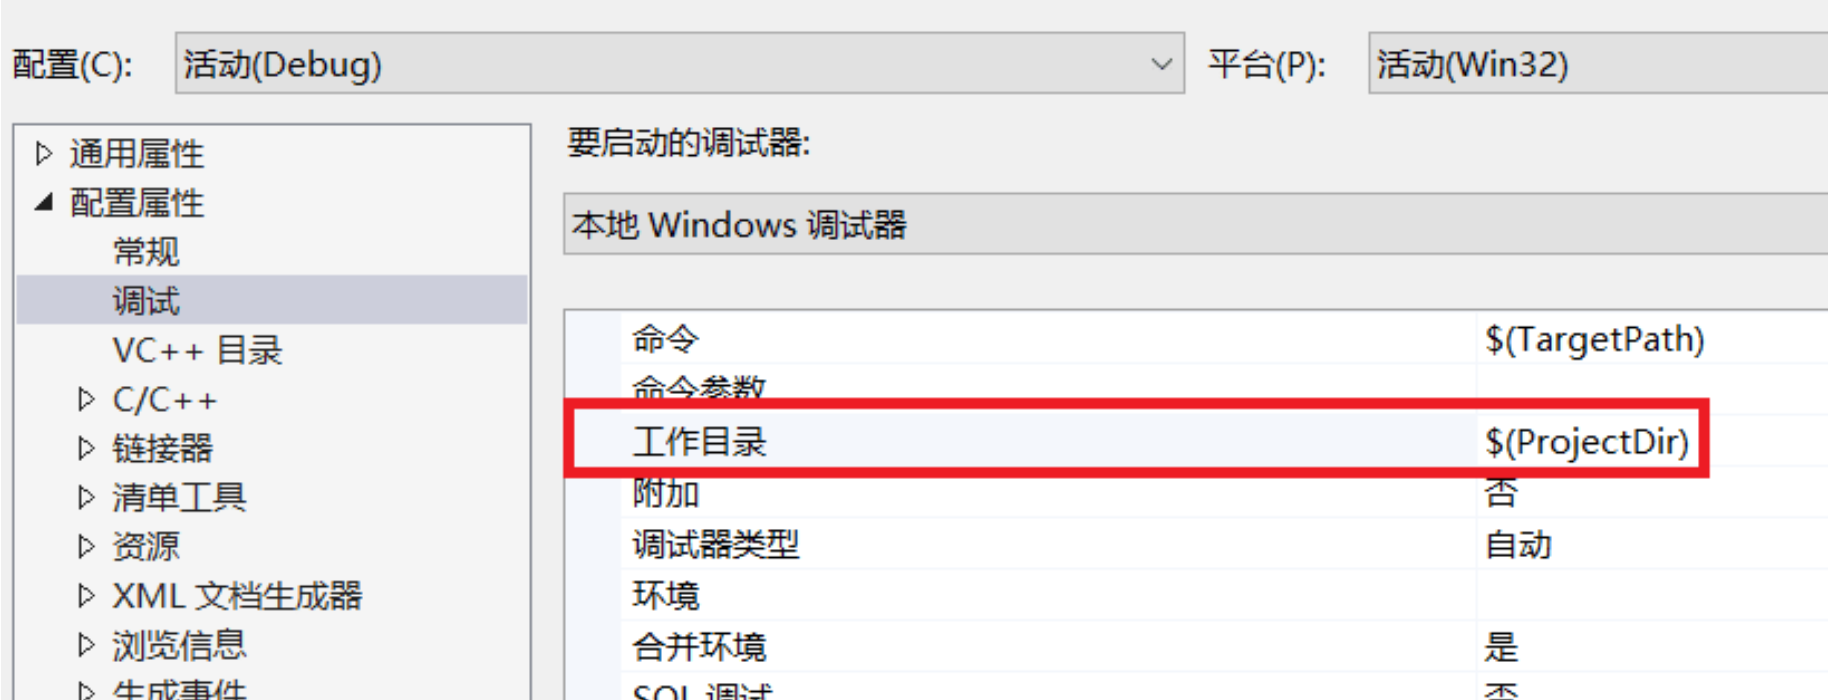 配置(C): 活动(Debug) 平台(P): 活动(Win32)
通用属性
配置属性
常规
调试
VC++ 目录
C/C++
链接器
清单工具
资源
XML 文档生成器
浏览信息
生成事件
要启动的调试器:
本地 Windows 调试器
命令 $(TargetPath)
命令参数
工作目录 $(ProjectDir)
附加 否
调试器类型 自动
环境
合并环境 是
SQL 调试 否